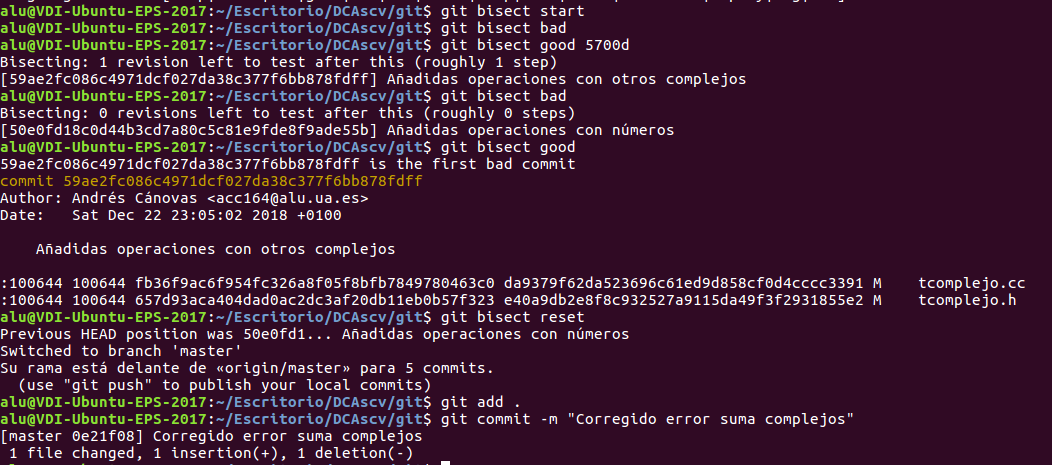 alu@VDI-Ubuntu-EPS-2017:~/Escritorio/DCAscv/git$ git bisect start
alu@VDI-Ubuntu-EPS-2017:~/Escritorio/DCAscv/git$ git bisect bad
alu@VDI-Ubuntu-EPS-2017:~/Escritorio/DCAscv/git$ git bisect good 5700d
Bisecting: 1 revision left to test after this (roughly 1 step)
[59ae2fc086c4971dcf027da38c377f6bb878fdff] Añadidas operaciones con otros complejos
alu@VDI-Ubuntu-EPS-2017:~/Escritorio/DCAscv/git$ git bisect bad
Bisecting: 0 revisions left to test after this (roughly 0 steps)
[50e0fd18c0d44b3cd7a80c5c81e9fde8f9ade55b] Añadidas operaciones con números
alu@VDI-Ubuntu-EPS-2017:~/Escritorio/DCAscv/git$ git bisect good
59ae2fc086c4971dcf027da38c377f6bb878fdff is the first bad commit
commit 59ae2fc086c4971dcf027da38c377f6bb878fdff
Author: Andrés Cánovas <acc164@alu.ua.es>
Date:   Sat Dec 22 23:05:02 2018 +0100
    Añadidas operaciones con otros complejos
:100644 100644 fb36f9ac6f954fc326a8f05f8bfb7849780463c0 da9379f62da523696c61ed9d858cf0d4cccc3391 M    tcomplejo.cc
:100644 100644 657d93aca404dad0ac2dc3af20db11eb0b57f323 e40a9db2e8f8c932527a9115da49f3f2931855e2 M    tcomplejo.h
alu@VDI-Ubuntu-EPS-2017:~/Escritorio/DCAscv/git$ git bisect reset
Previous HEAD position was 50e0fd1... Añadidas operaciones con números
Switched to branch 'master'
Su rama está delante de «origin/master» para 5 commits.
  (use "git push" to publish your local commits)
alu@VDI-Ubuntu-EPS-2017:~/Escritorio/DCAscv/git$ git add .
alu@VDI-Ubuntu-EPS-2017:~/Escritorio/DCAscv/git$ git commit -m "Corregido error suma complejos"
[master 0e21f08] Corregido error suma complejos
 1 file changed, 1 insertion(+), 1 deletion(-)